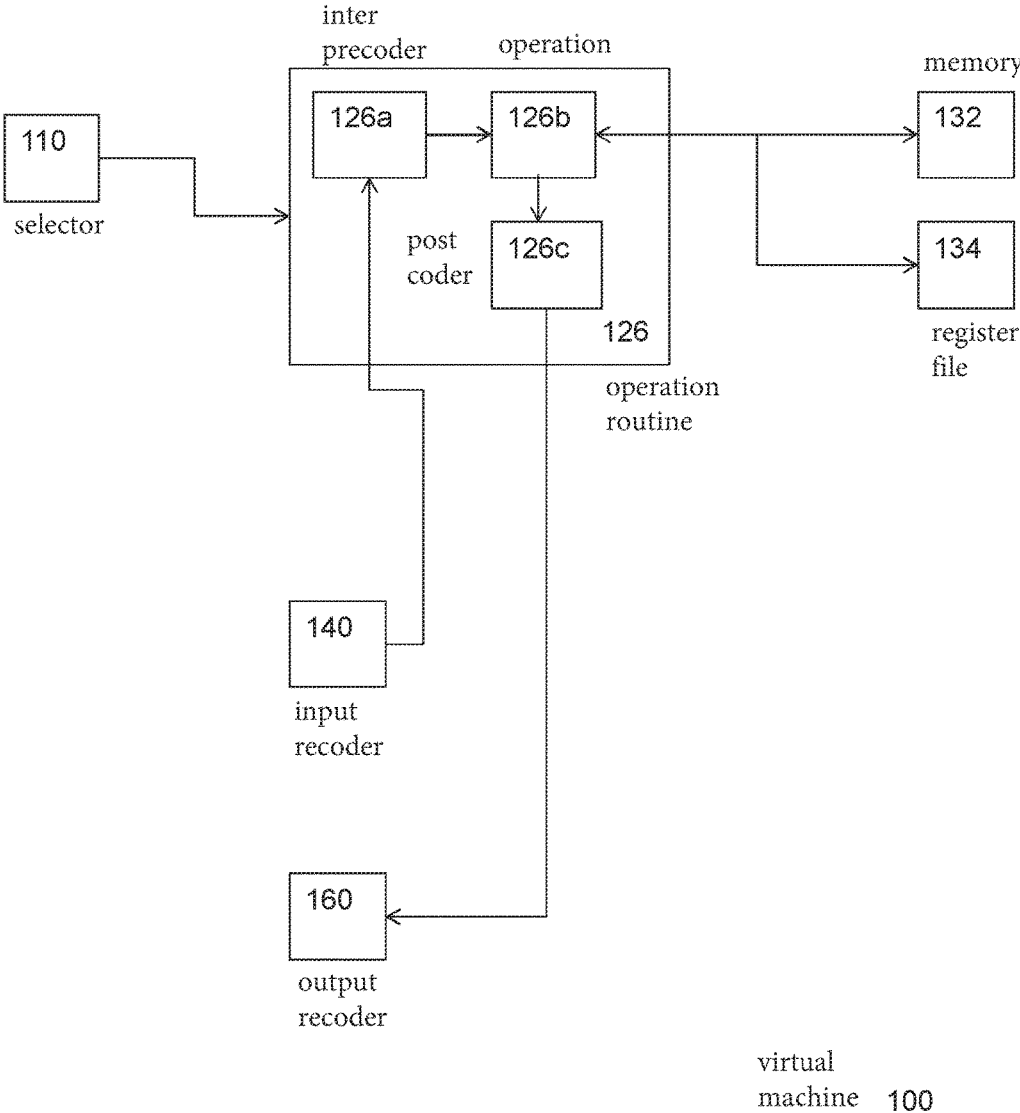 inter
precoder
operation
memory
126a
126b
132
110
selector
post
coder
126c
134
126
register
file
operation
routine
140
input
recoder
160
output
recoder
virtual
machine 100